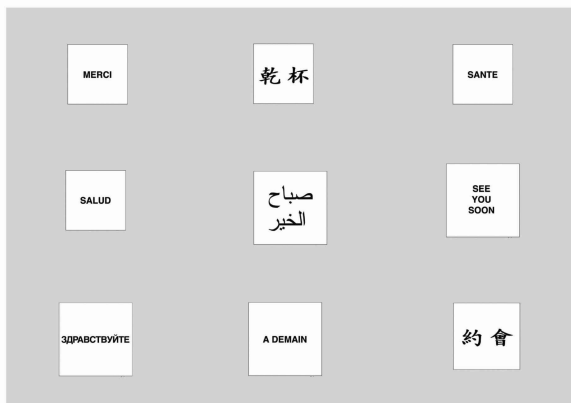 MERCI
乾杯
SANTE
SALUD
صباح
الخير
SEE
YOU
SOON
ЗДРАВСТВУЙТЕ
A DEMAIN
約會